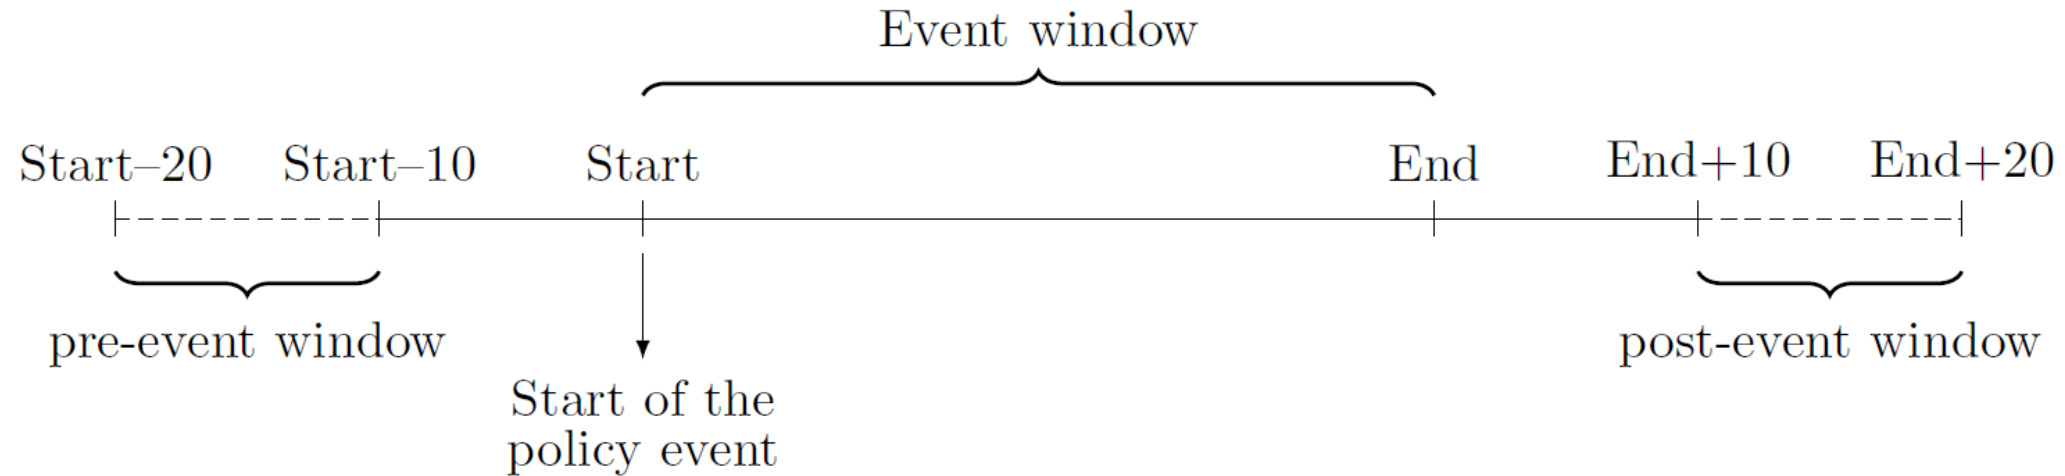 Event window
Start–20 Start–10 Start End End+10 End+20
pre-event window post-event window
Start of the
policy event